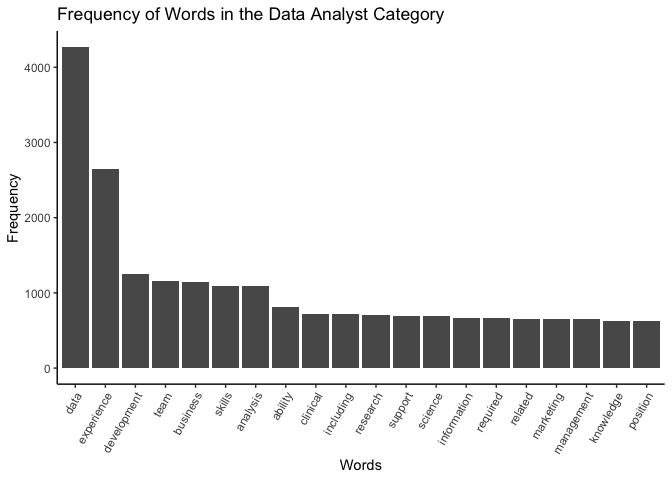 Frequency of Words in the Data Analyst Category
Frequency
4000
3000
2000
1000
0
data
experience
development
team
business
skills
analysis
ability
clinical
including
research
support
science
information
required
related
marketing
management
knowledge
position
Words